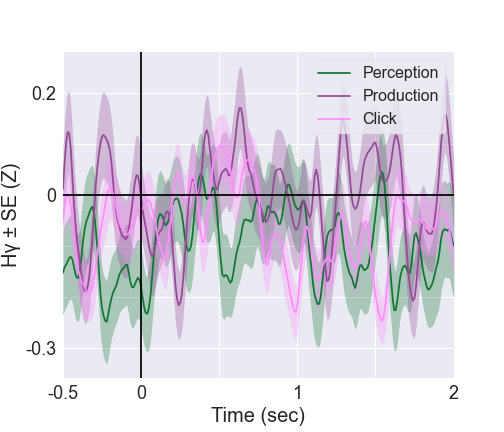 Perception
Production
Click
0.2
0
-0.3
Hγ ± SE (Z)
-0.5
0
1
2
Time (sec)